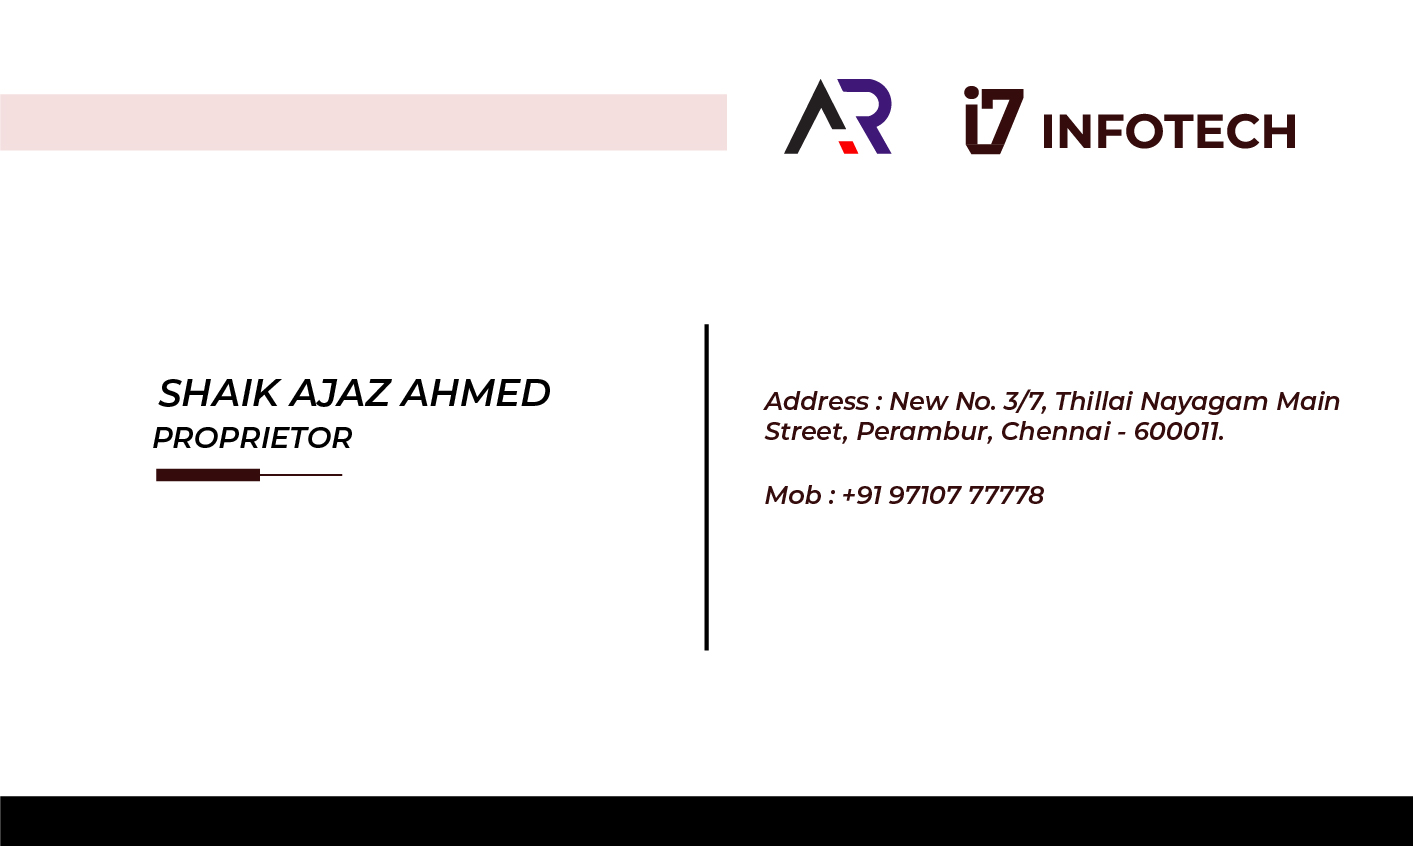 AR
i7 INFOTECH
SHAIK AJAZ AHMED
PROPRIETOR
Address : New No. 3/7, Thillai Nayagam Main
Street, Perambur, Chennai - 600011.
Mob : +91 97107 77778